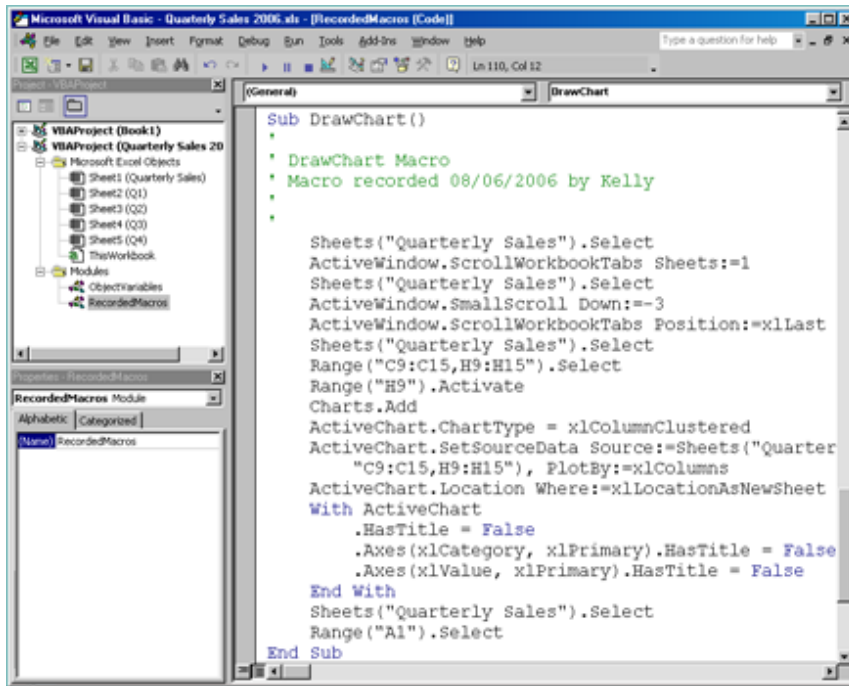 Microsoft Visual Basic - Quarterly Sales 2006.xls - [RecordedMacros (Code)]
File Edit View Insert Format Debug Run Tools Add-Ins Window Help
Type a question for help
Ln 110, Col 12
Project - VBAProject
VBAProject (Book1)
VBAProject (Quarterly Sales 20
Microsoft Excel Objects
Sheet1 (Quarterly Sales)
Sheet2 (Q1)
Sheet3 (Q2)
Sheet4 (Q3)
Sheet5 (Q4)
ThisWorkbook
Modules
ObjectVariables
RecordedMacros
Properties - RecordedMacros
RecordedMacros Module
Alphabetic Categorized
(Name) RecordedMacros
(General) DrawChart
Sub DrawChart()
'
' DrawChart Macro
' Macro recorded 08/06/2006 by Kelly
'
'
Sheets("Quarterly Sales").Select
ActiveWindow.ScrollWorkbookTabs Sheets:=1
Sheets("Quarterly Sales").Select
ActiveWindow.SmallScroll Down:=-3
ActiveWindow.ScrollWorkbookTabs Position:=xlLast
Sheets("Quarterly Sales").Select
Range("C9:C15,H9:H15").Select
Range("H9").Activate
Charts.Add
ActiveChart.ChartType = xlColumnClustered
ActiveChart.SetSourceData Source:=Sheets("Quarter
"C9:C15,H9:H15"), PlotBy:=xlColumns
ActiveChart.Location Where:=xlLocationAsNewSheet
With ActiveChart
.HasTitle = False
.Axes(xlCategory, xlPrimary).HasTitle = False
.Axes(xlValue, xlPrimary).HasTitle = False
End With
Sheets("Quarterly Sales").Select
Range("A1").Select
End Sub